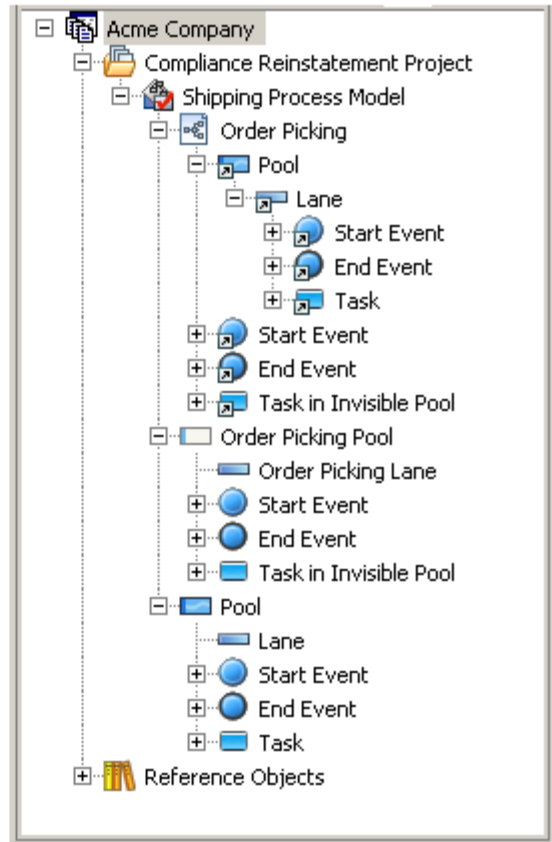 Acme Company
Compliance Reinstatement Project
Shipping Process Model
Order Picking
Pool
Lane
Start Event
End Event
Task
Start Event
End Event
Task in Invisible Pool
Order Picking Pool
Order Picking Lane
Start Event
End Event
Task in Invisible Pool
Pool
Lane
Start Event
End Event
Task
Reference Objects